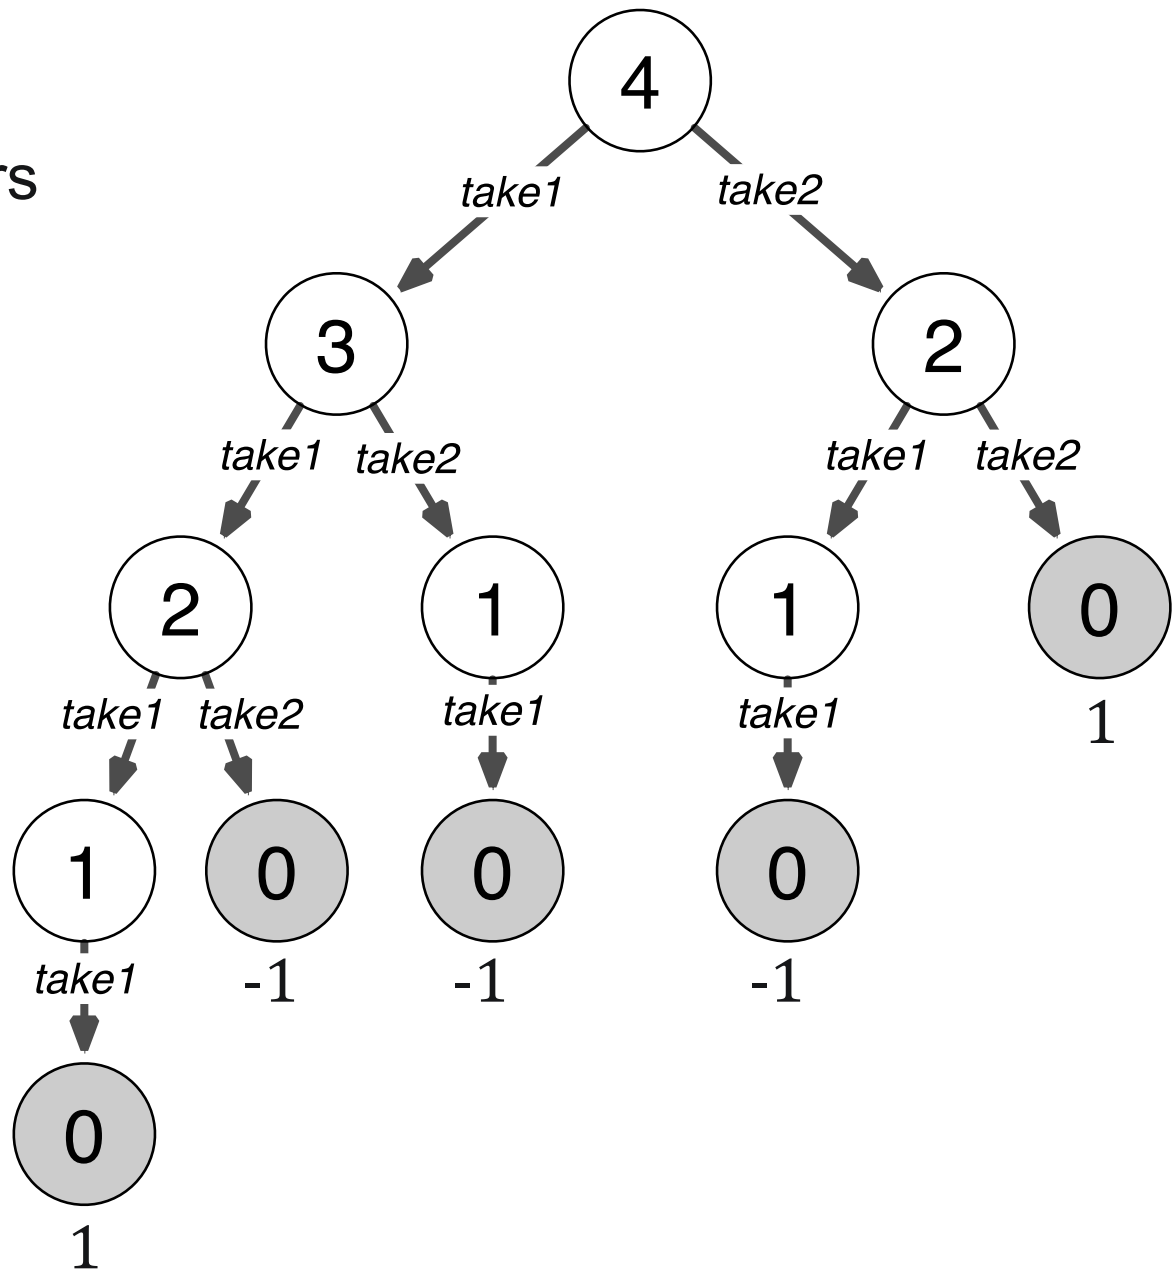 4
take1 take2
rs
3 2
take1 take2 take1 take2
2 1 1 0
take1 take2 take1 take1 1
1 0 0 0
take1 -1 -1 -1
0
1